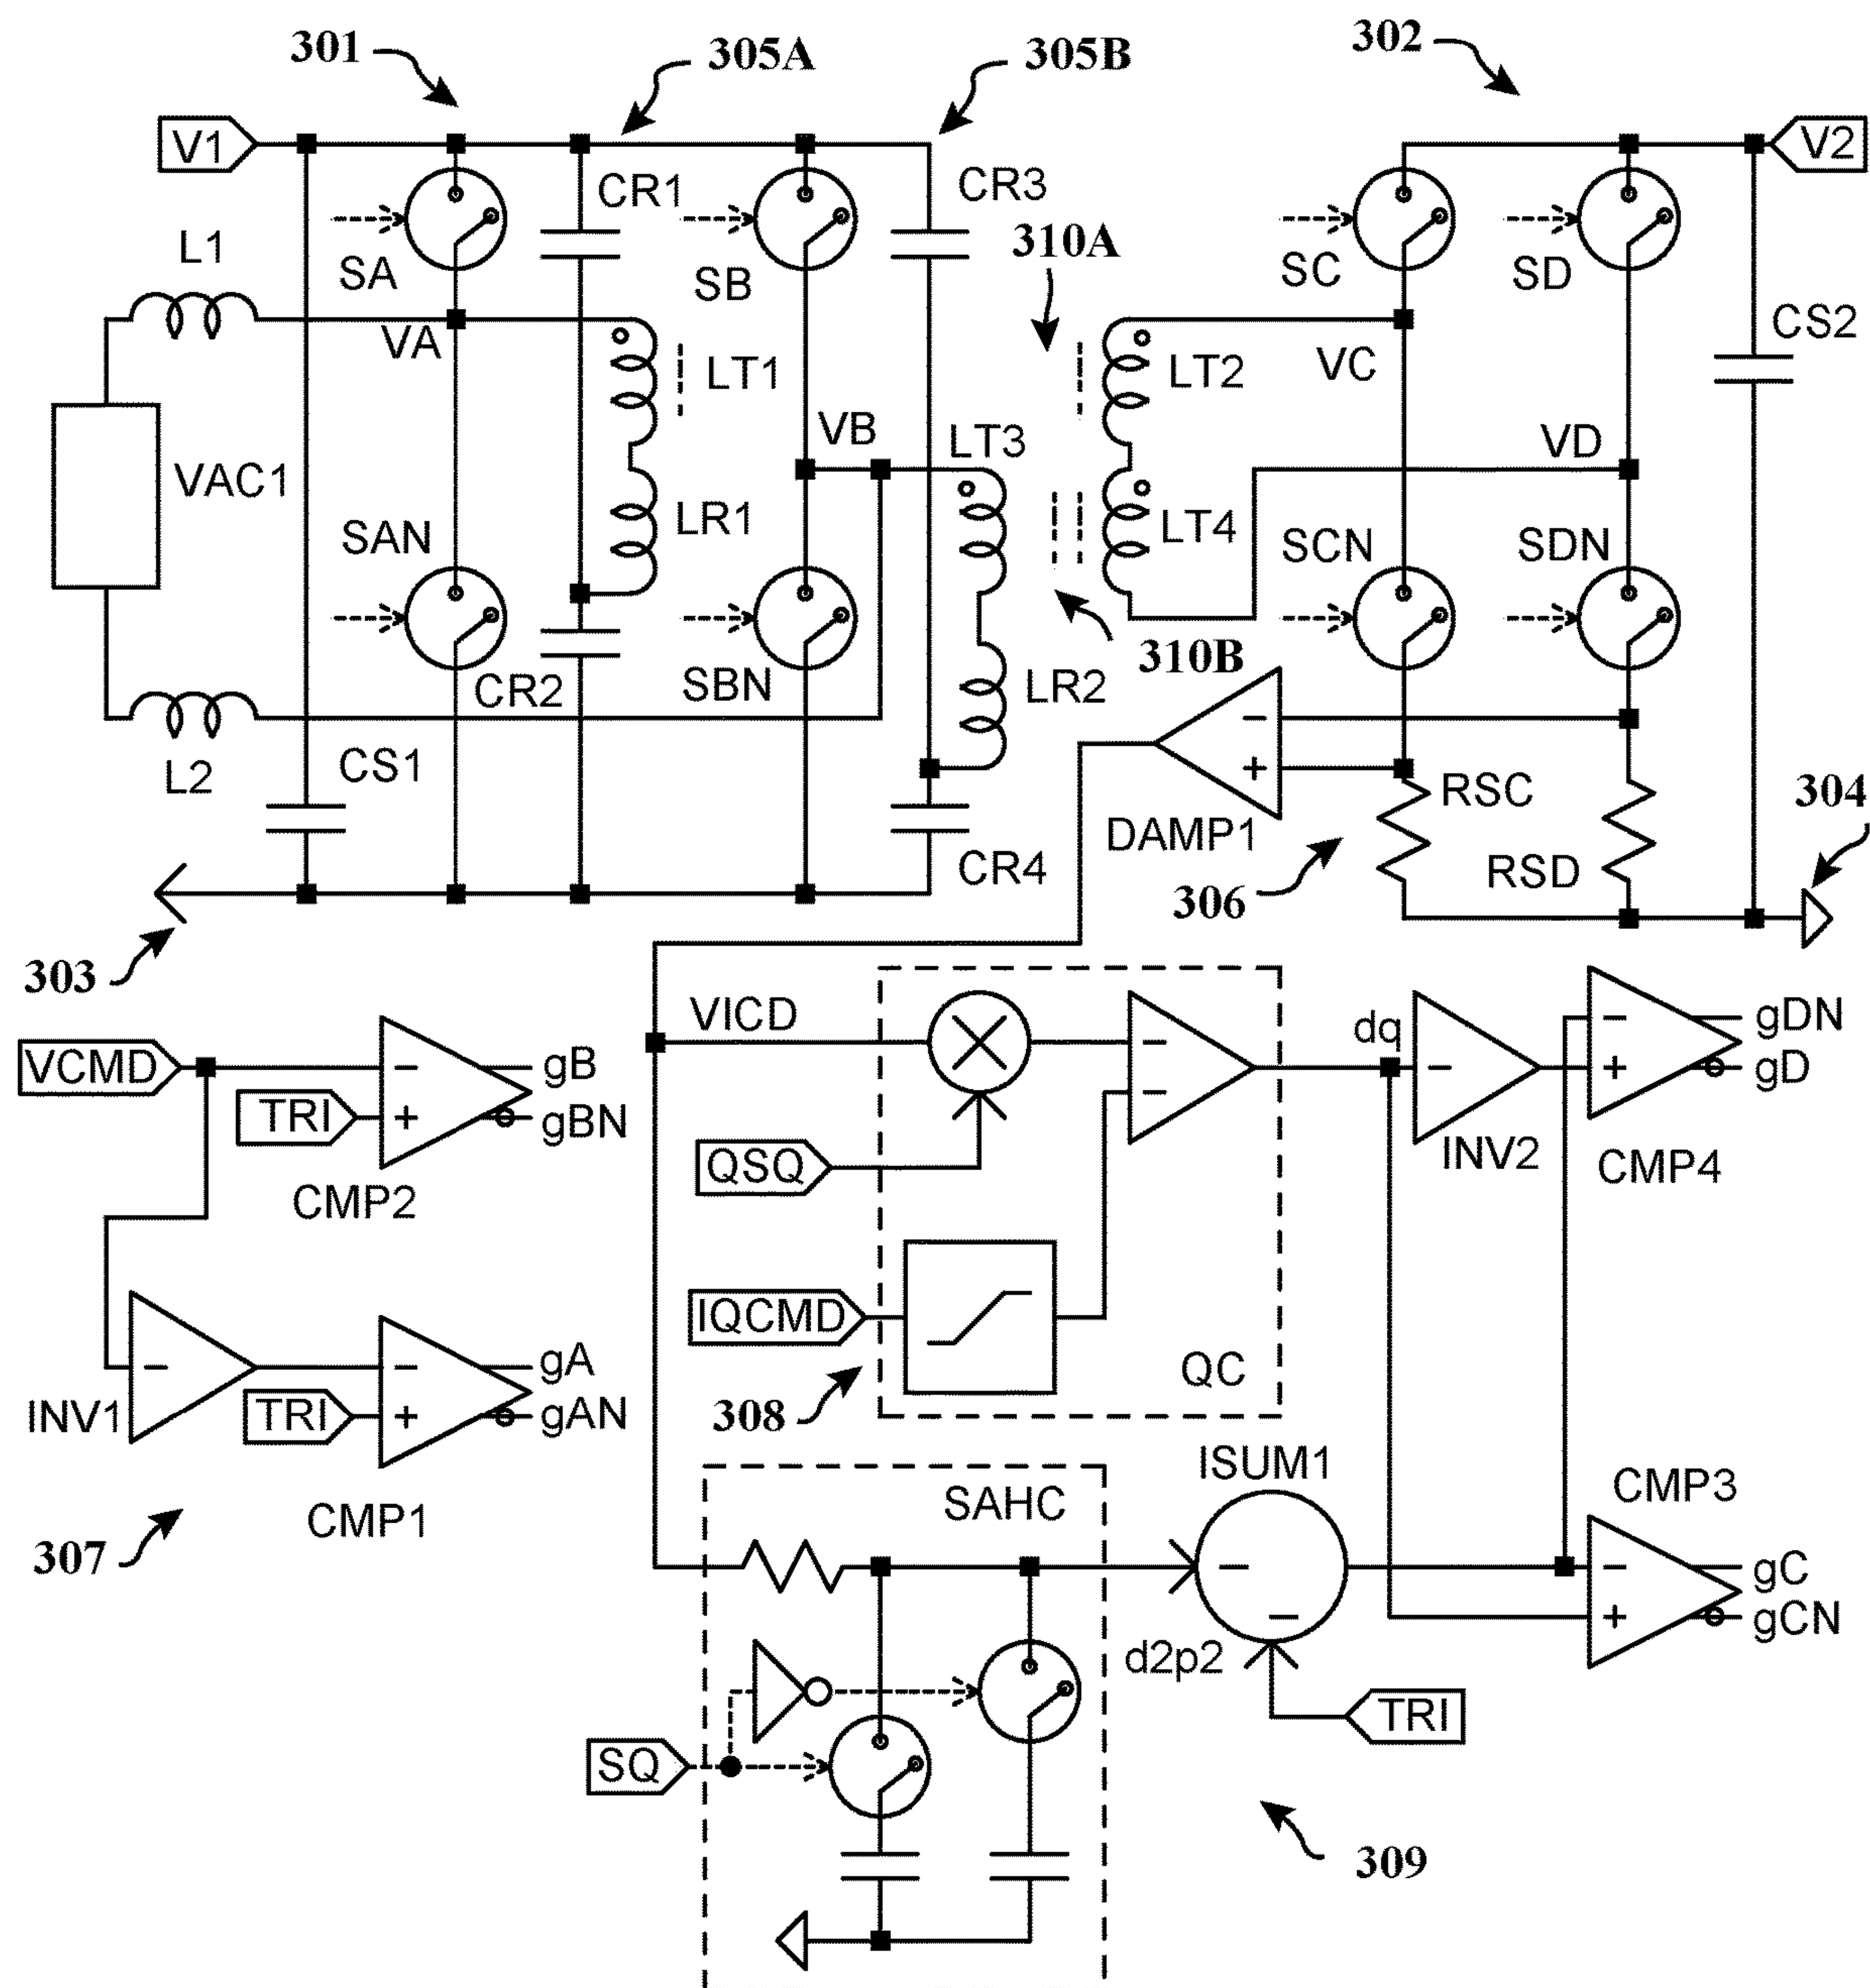 301
305A
305B
302
V1
V2
CR1
CR3
310A
L1
SA
SB
SC
SD
VA
LT1
LT2
VC
CS2
VB
LT3
VD
VAC1
SAN
LR1
LT4
SCN
SDN
CR2
SBN
LR2
310B
L2
CS1
RSC
304
DAMP1
CR4
306
RSD
303
VICD
dq
gDN
gD
VCMD
gB
gBN
TRI
INV2
CMP4
QSQ
CMP2
IQCMD
QC
gA
gAN
INV1
TRI
308
ISUM1
CMP1
SAHC
CMP3
307
gC
gCN
d2p2
TRI
SQ
309